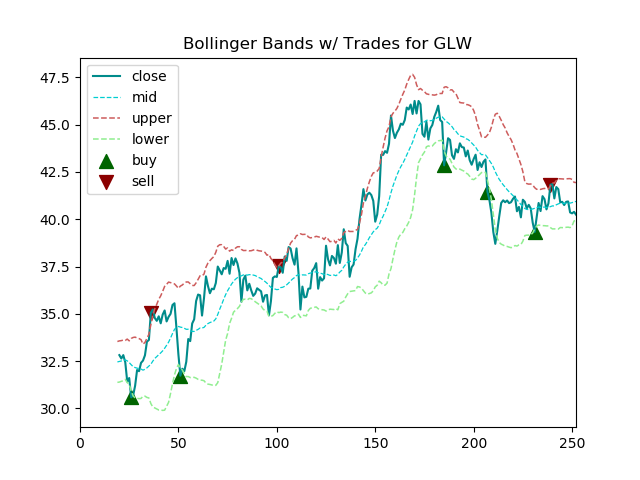 Bollinger Bands w/ Trades for GLW
47.5
45.0
42.5
40.0
37.5
35.0
32.5
30.0
close
mid
upper
lower
buy
sell
0 50 100 150 200 250